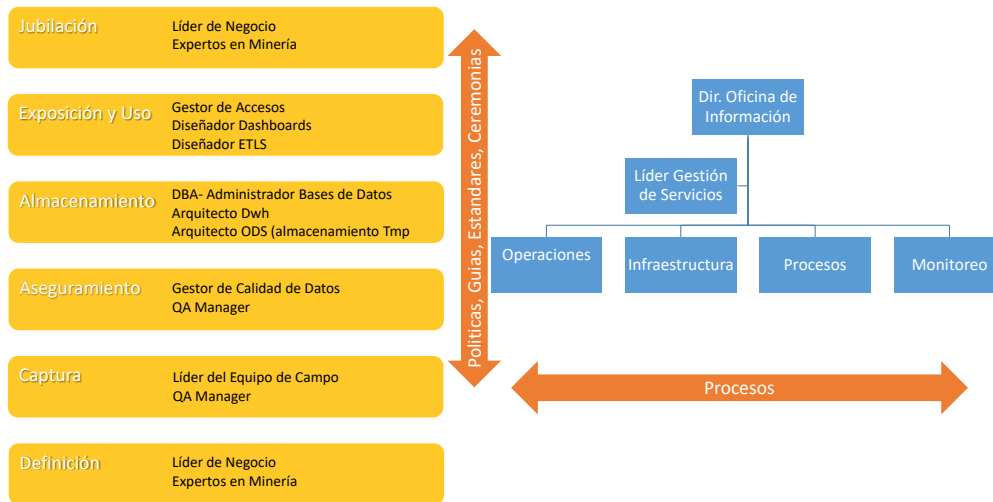 Jubilación
Líder de Negocio
Expertos en Minería
Exposición y Uso
Gestor de Accesos
Diseñador Dashboards
Diseñador ETLS
Almacenamiento
DBA- Administrador Bases de Datos
Arquitecto Dwh
Arquitecto ODS (almacenamiento Tmp
Aseguramiento
Gestor de Calidad de Datos
QA Manager
Captura
Líder del Equipo de Campo
QA Manager
Definición
Líder de Negocio
Expertos en Minería
Politicas, Guias, Estandares, Ceremonias
Dir. Oficina de
Información
Líder Gestión
de Servicios
Operaciones
Infraestructura
Procesos
Monitoreo
Procesos